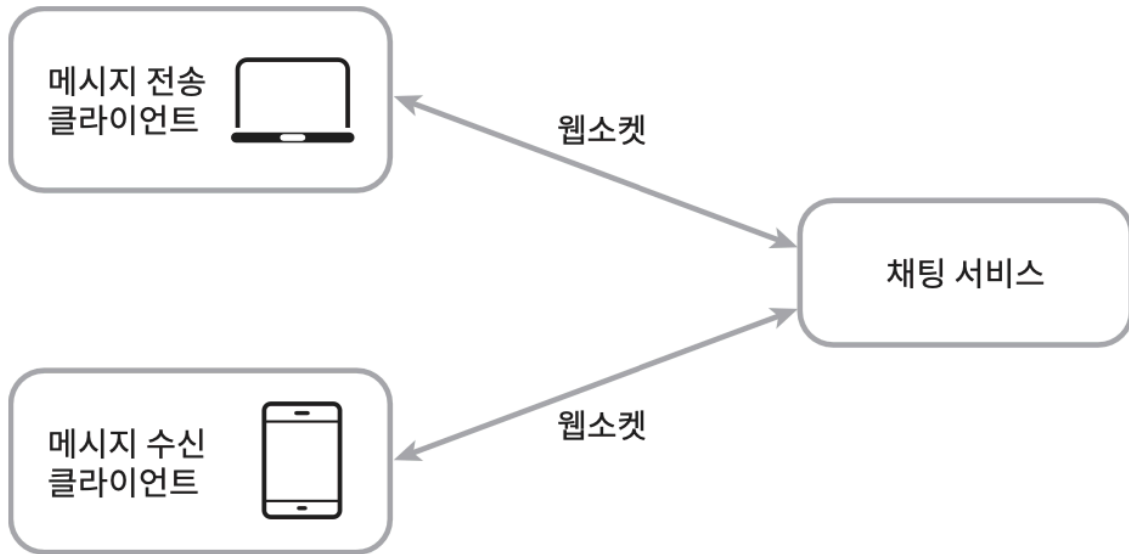 메시지 전송
클라이언트
웹소켓
채팅 서비스
메시지 수신
클라이언트
웹소켓